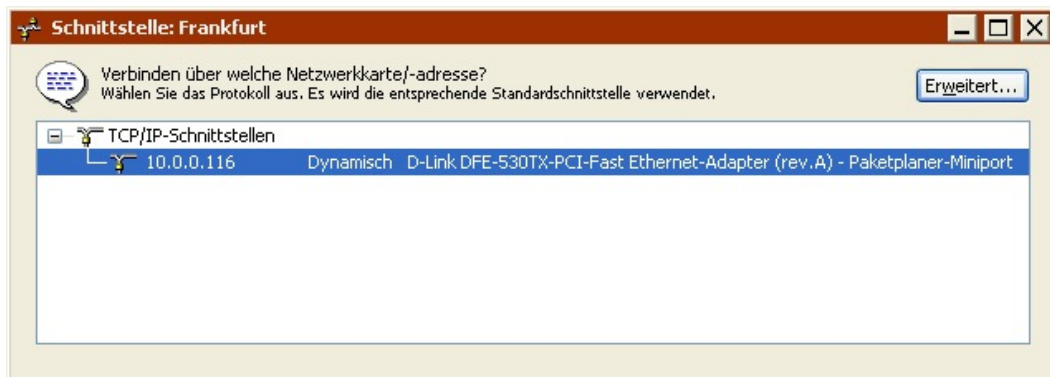 Schnittstelle: Frankfurt
Verbinden über welche Netzwerkkarte/-adresse?
Wählen Sie das Protokoll aus. Es wird die entsprechende Standardschnittstelle verwendet.
Erweitert...
TCP/IP-Schnittstellen
10.0.0.116 Dynamisch D-Link DFE-530TX-PCI-Fast Ethernet-Adapter (rev.A) - Paketplaner-Miniport